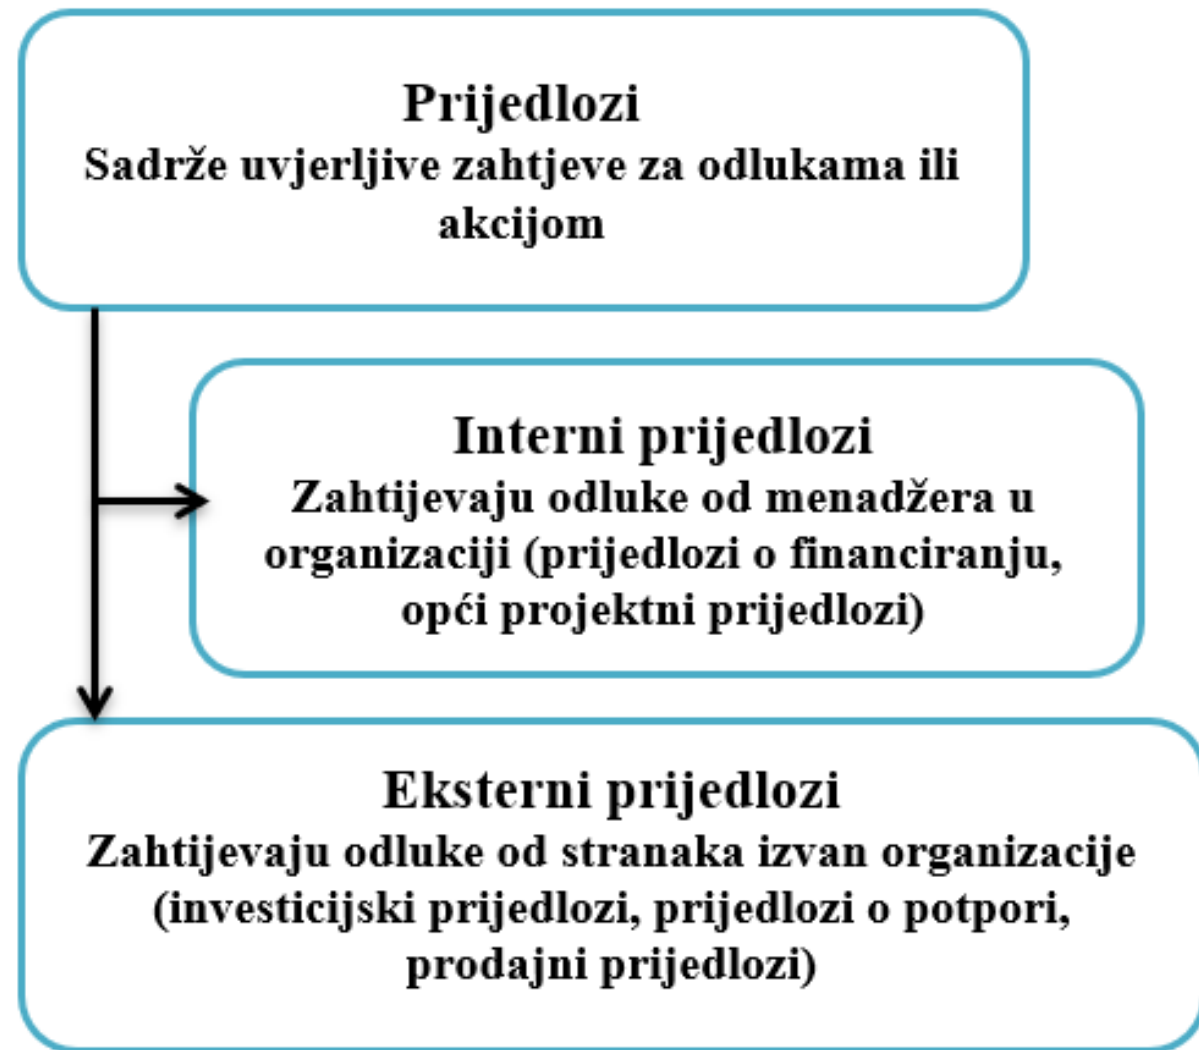 Prijedlozi
Sadrže uvjerljive zahtjeve za odlukama ili
akcijom
Interni prijedlozi
Zahtijevaju odluke od menadžera u
organizaciji (prijedlozi o financiranju,
opći projektni prijedlozi)
Eksterni prijedlozi
Zahtijevaju odluke od stranaka izvan organizacije
(investicijski prijedlozi, prijedlozi o potpori,
prodajni prijedlozi)